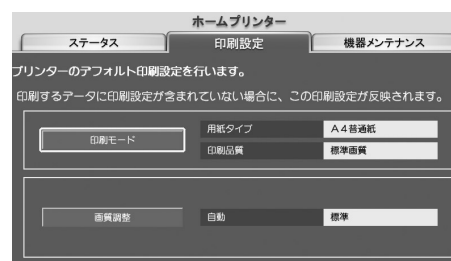 ホームプリンター
ステータス 印刷設定 機器メンテナンス
プリンターのデフォルト印刷設定を行います。
印刷するデータに印刷設定が含まれていない場合に、この印刷設定が反映されます。
印刷モード
用紙タイプ A4普通紙
印刷品質 標準画質
画質調整 自動 標準